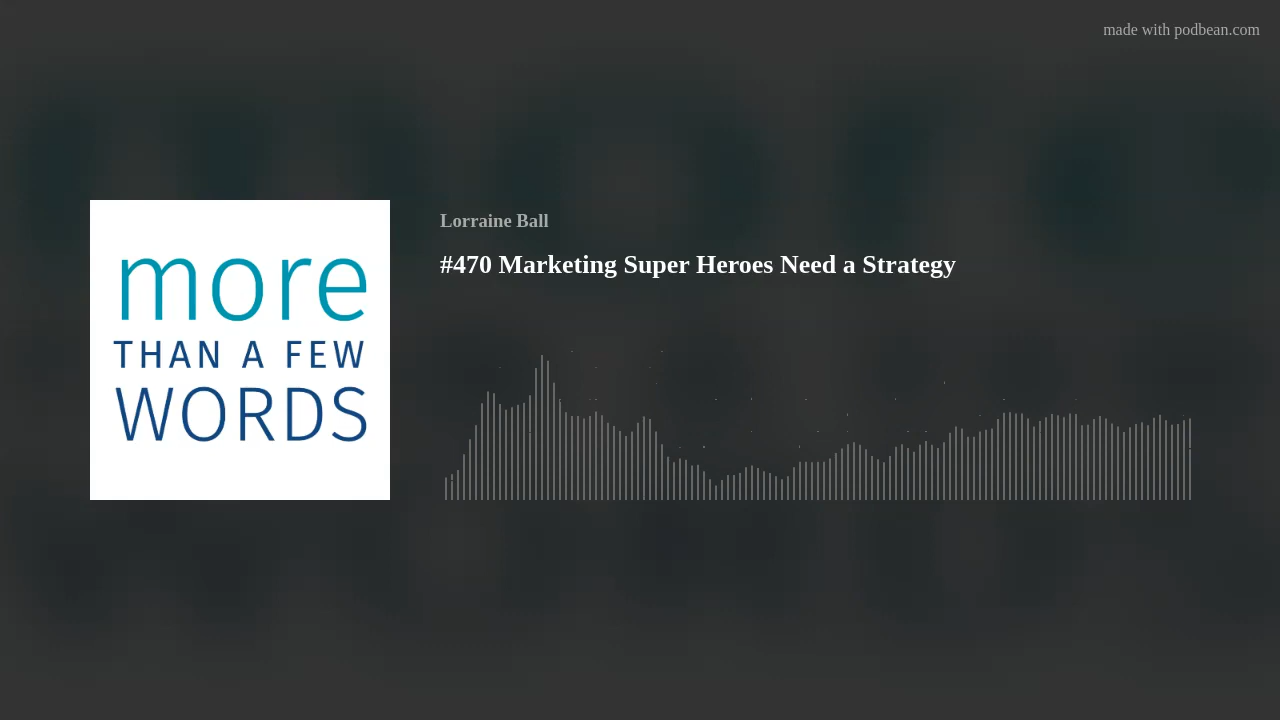 made with podbean.com
more
THAN A FEW
WORDS
Lorraine Ball
#470 Marketing Super Heroes Need a Strategy